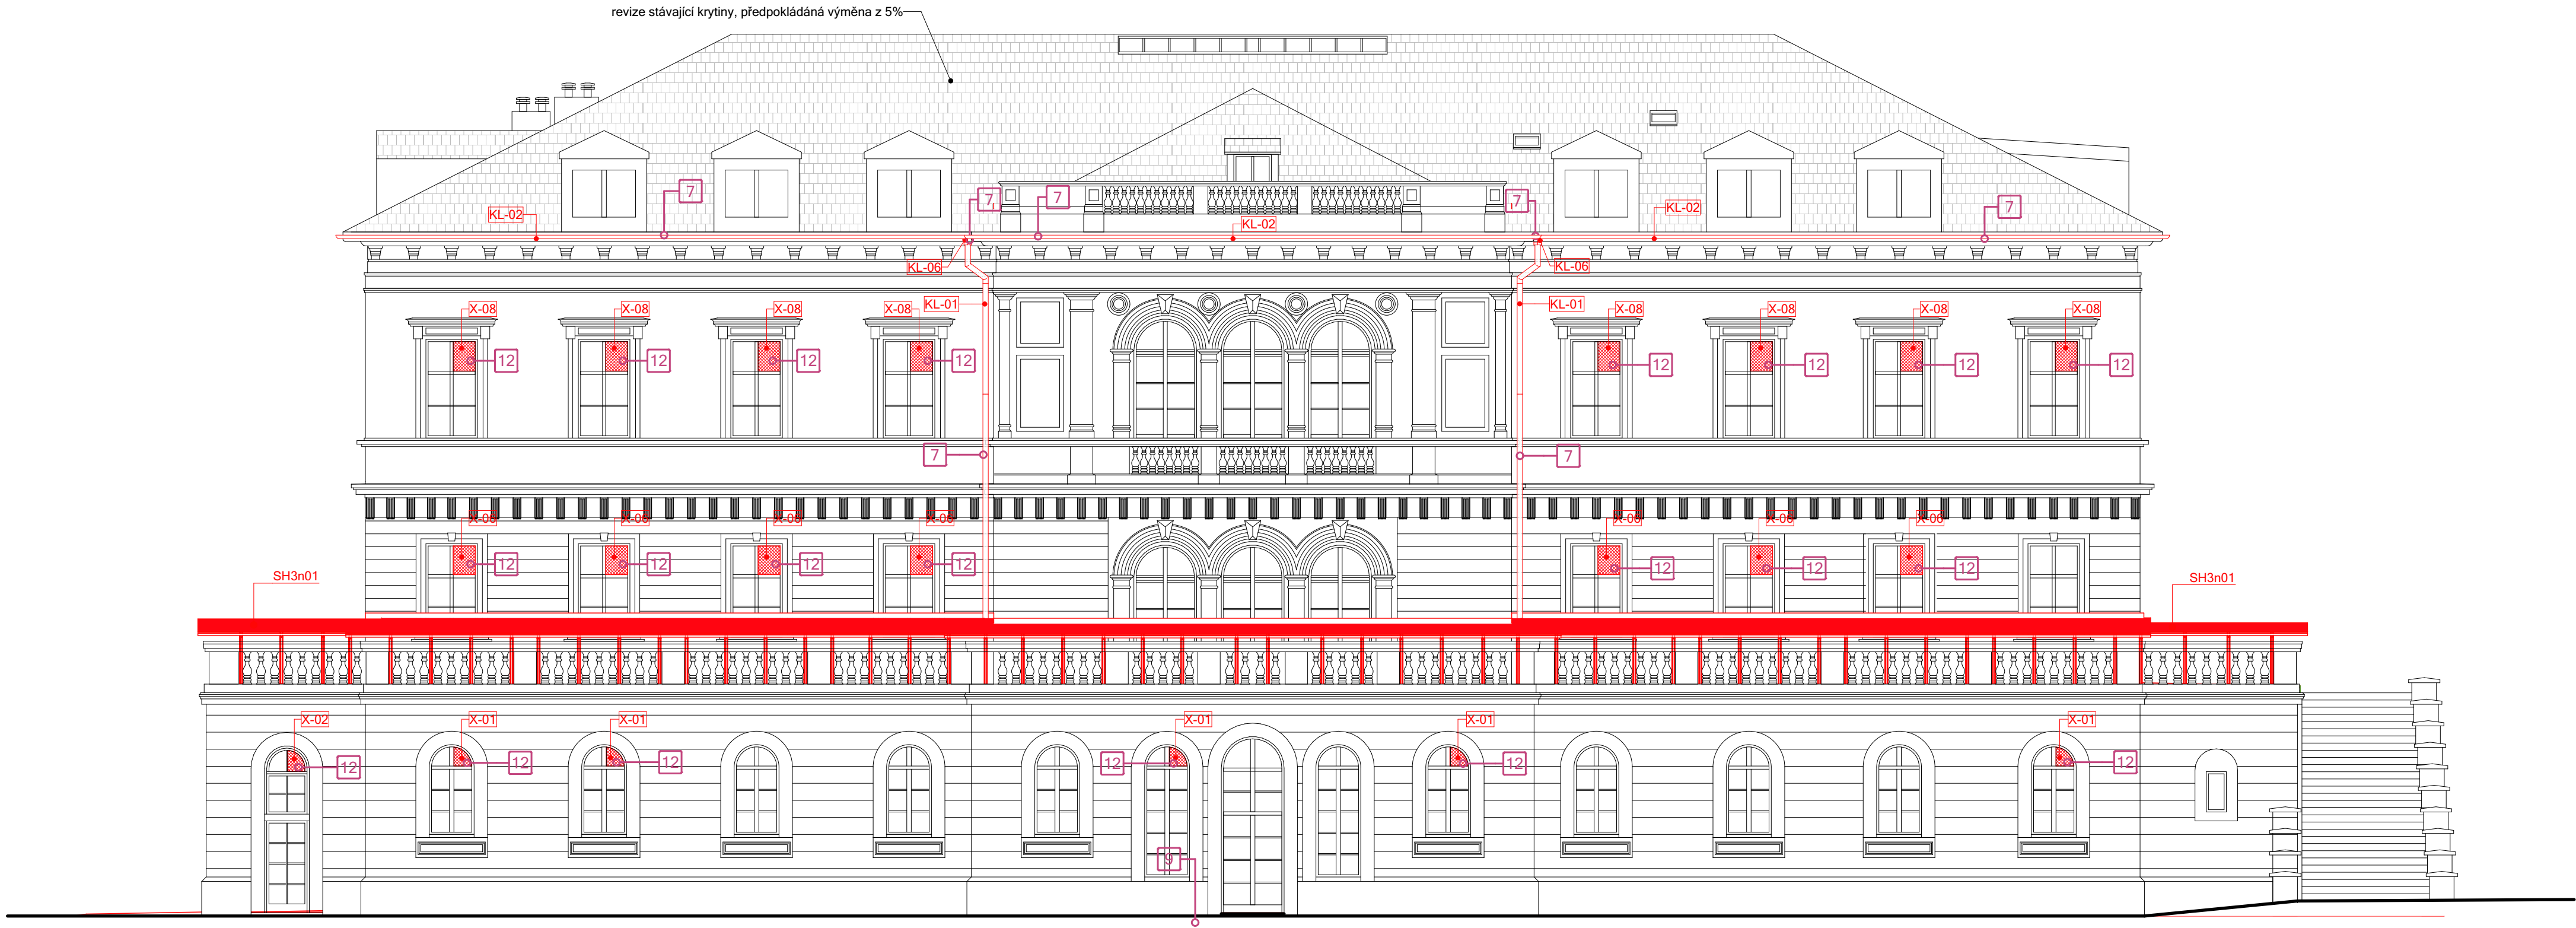 revize stávající krytiny, předpokládáná výměna z 5%
7
7
7
7
7
KL-02
KL-02
KL-02
KL-06
KL-06
KL-01
KL-01
X-08
X-08
X-08
X-08
X-08
X-08
X-08
X-08
12
12
12
12
12
12
12
12
7
7
X-06
X-06
X-06
X-06
X-06
X-06
X-06
12
12
12
12
12
12
12
SH3n01
SH3n01
X-02
X-01
X-01
X-01
X-01
X-01
12
12
12
12
12
12
9